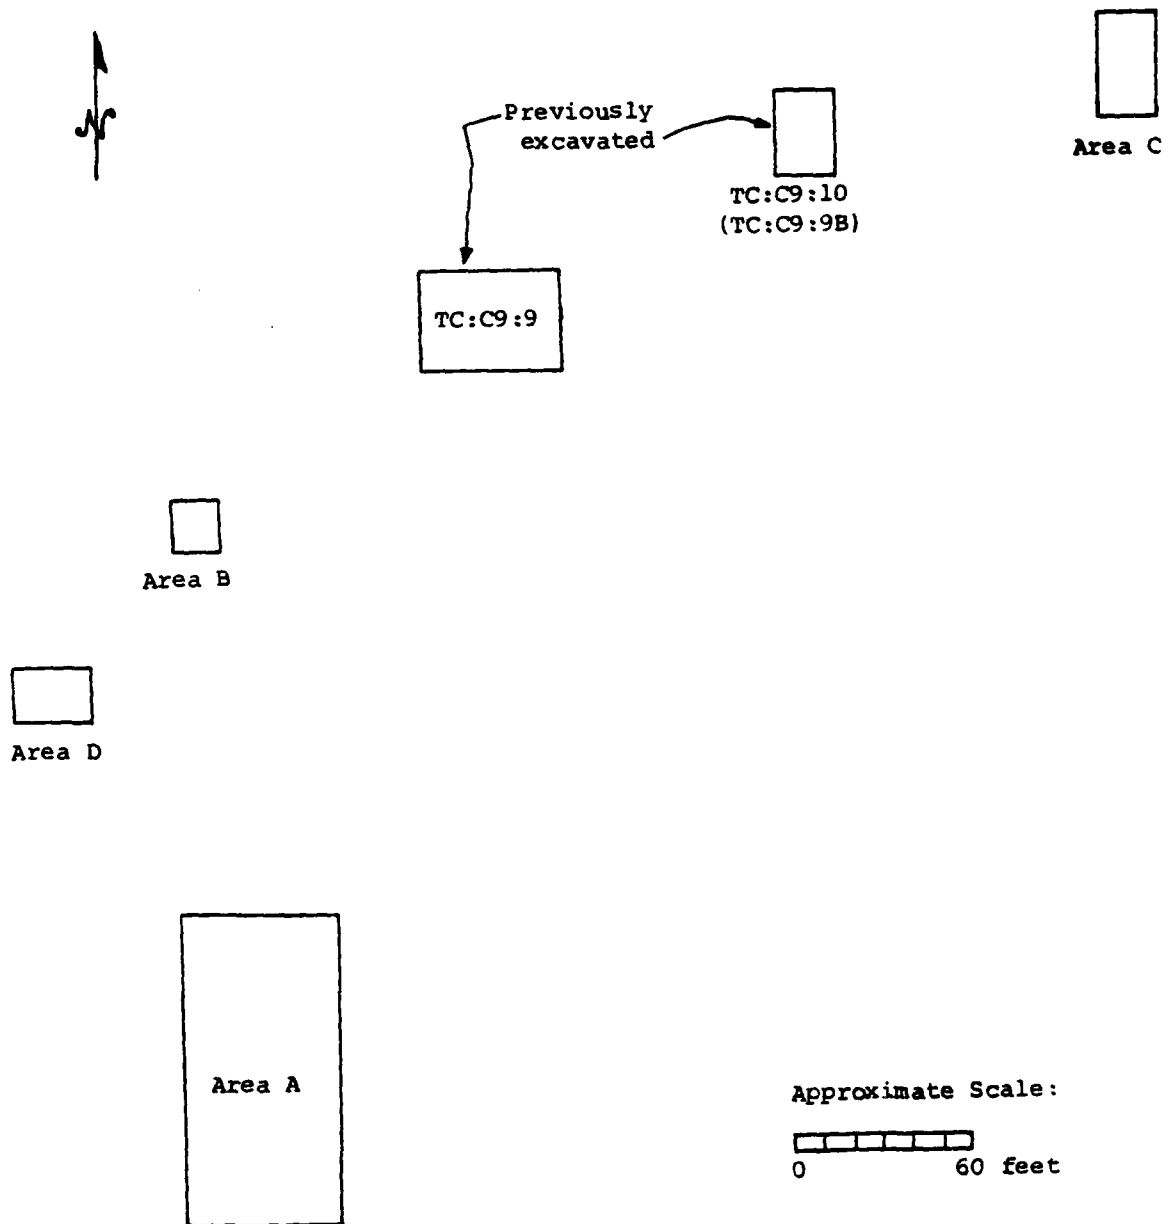 N
Previously
excavated
Area C
TC:C9:10
(TC:C9:9B)
TC:C9:9
Area B
Area D
Area A
Approximate Scale:
0 60 feet